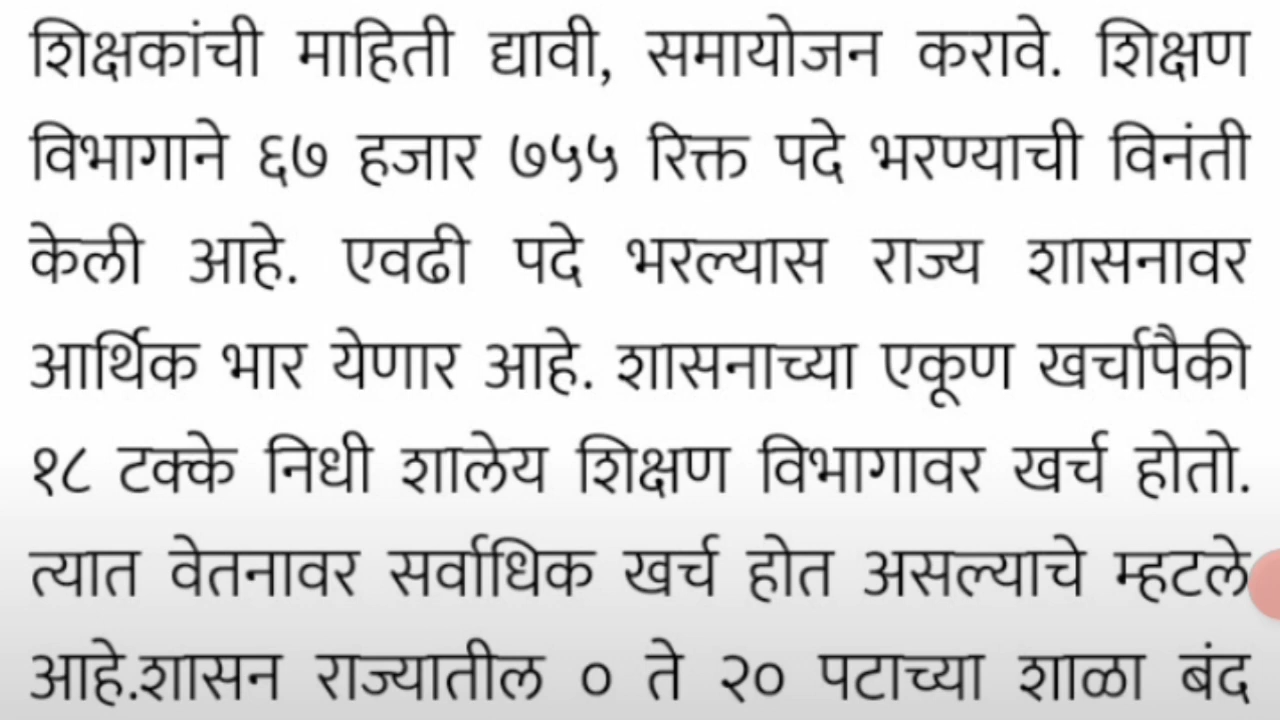 शिक्षकांची माहिती द्यावी, समायोजन करावे. शिक्षण
विभागाने ६७ हजार ७५५ रिक्त पदे भरण्याची विनंती
केली आहे. एवढी पदे भरल्यास राज्य शासनावर
आर्थिक भार येणार आहे. शासनाच्या एकूण खर्चापैकी
१८ टक्के निधी शालेय शिक्षण विभागावर खर्च होतो.
त्यात वेतनावर सर्वाधिक खर्च होत असल्याचे म्हटले
आहे.शासन राज्यातील ० ते २० पटाच्या शाळा बंद